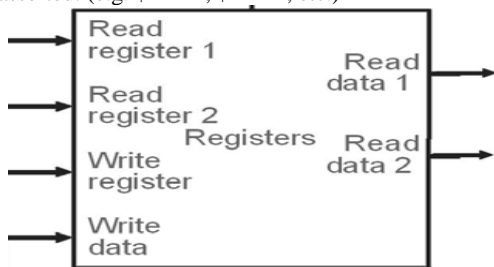 Read
register 1
Read
data 1
Read
register 2
Registers
Read
data 2
Write
register
Write
data